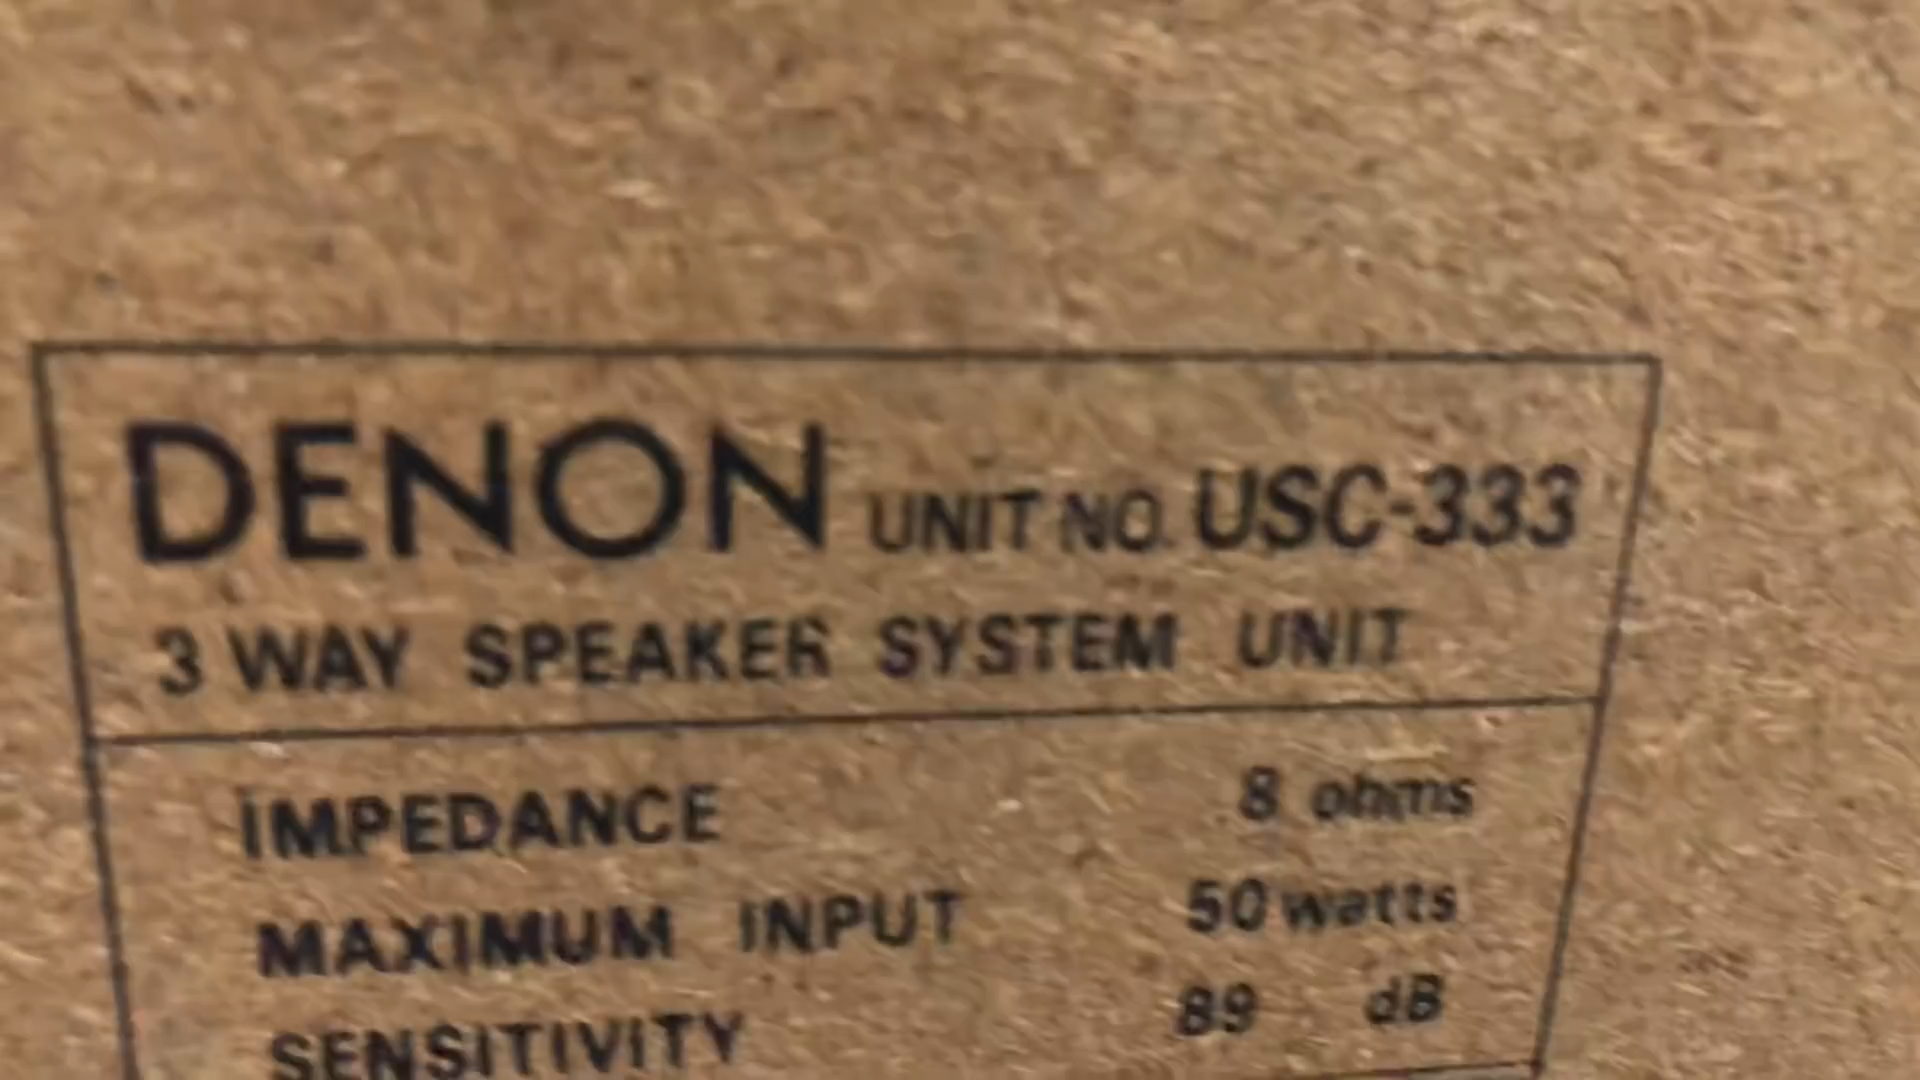 DENON UNIT NO. USC-333
3 WAY SPEAKER SYSTEM UNIT
IMPEDANCE 8 ohms
MAXIMUM INPUT 50 watts
SENSITIVITY 89 dB